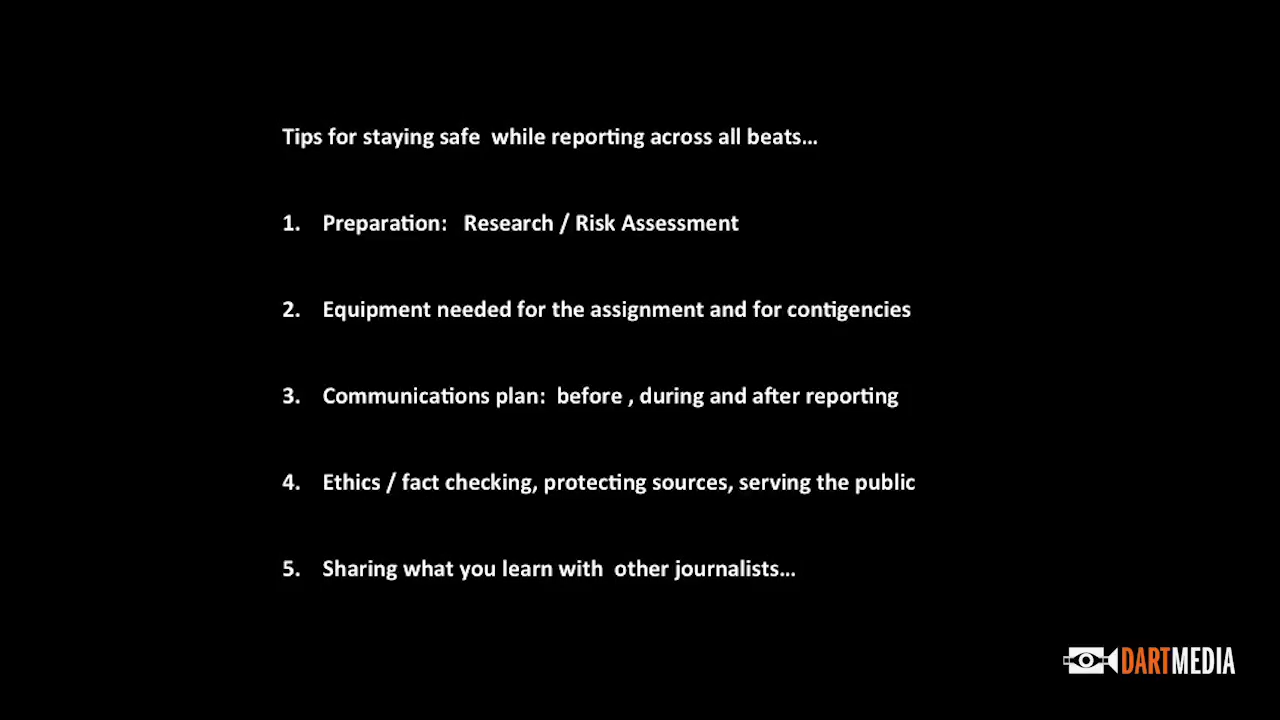 Tips for staying safe  while reporting across all beats...
1. Preparation:   Research / Risk Assessment
2. Equipment needed for the assignment and for contigencies
3. Communications plan:  before , during and after reporting
4. Ethics / fact checking, protecting sources, serving the public
5. Sharing what you learn with  other journalists...
DARTMEDIA